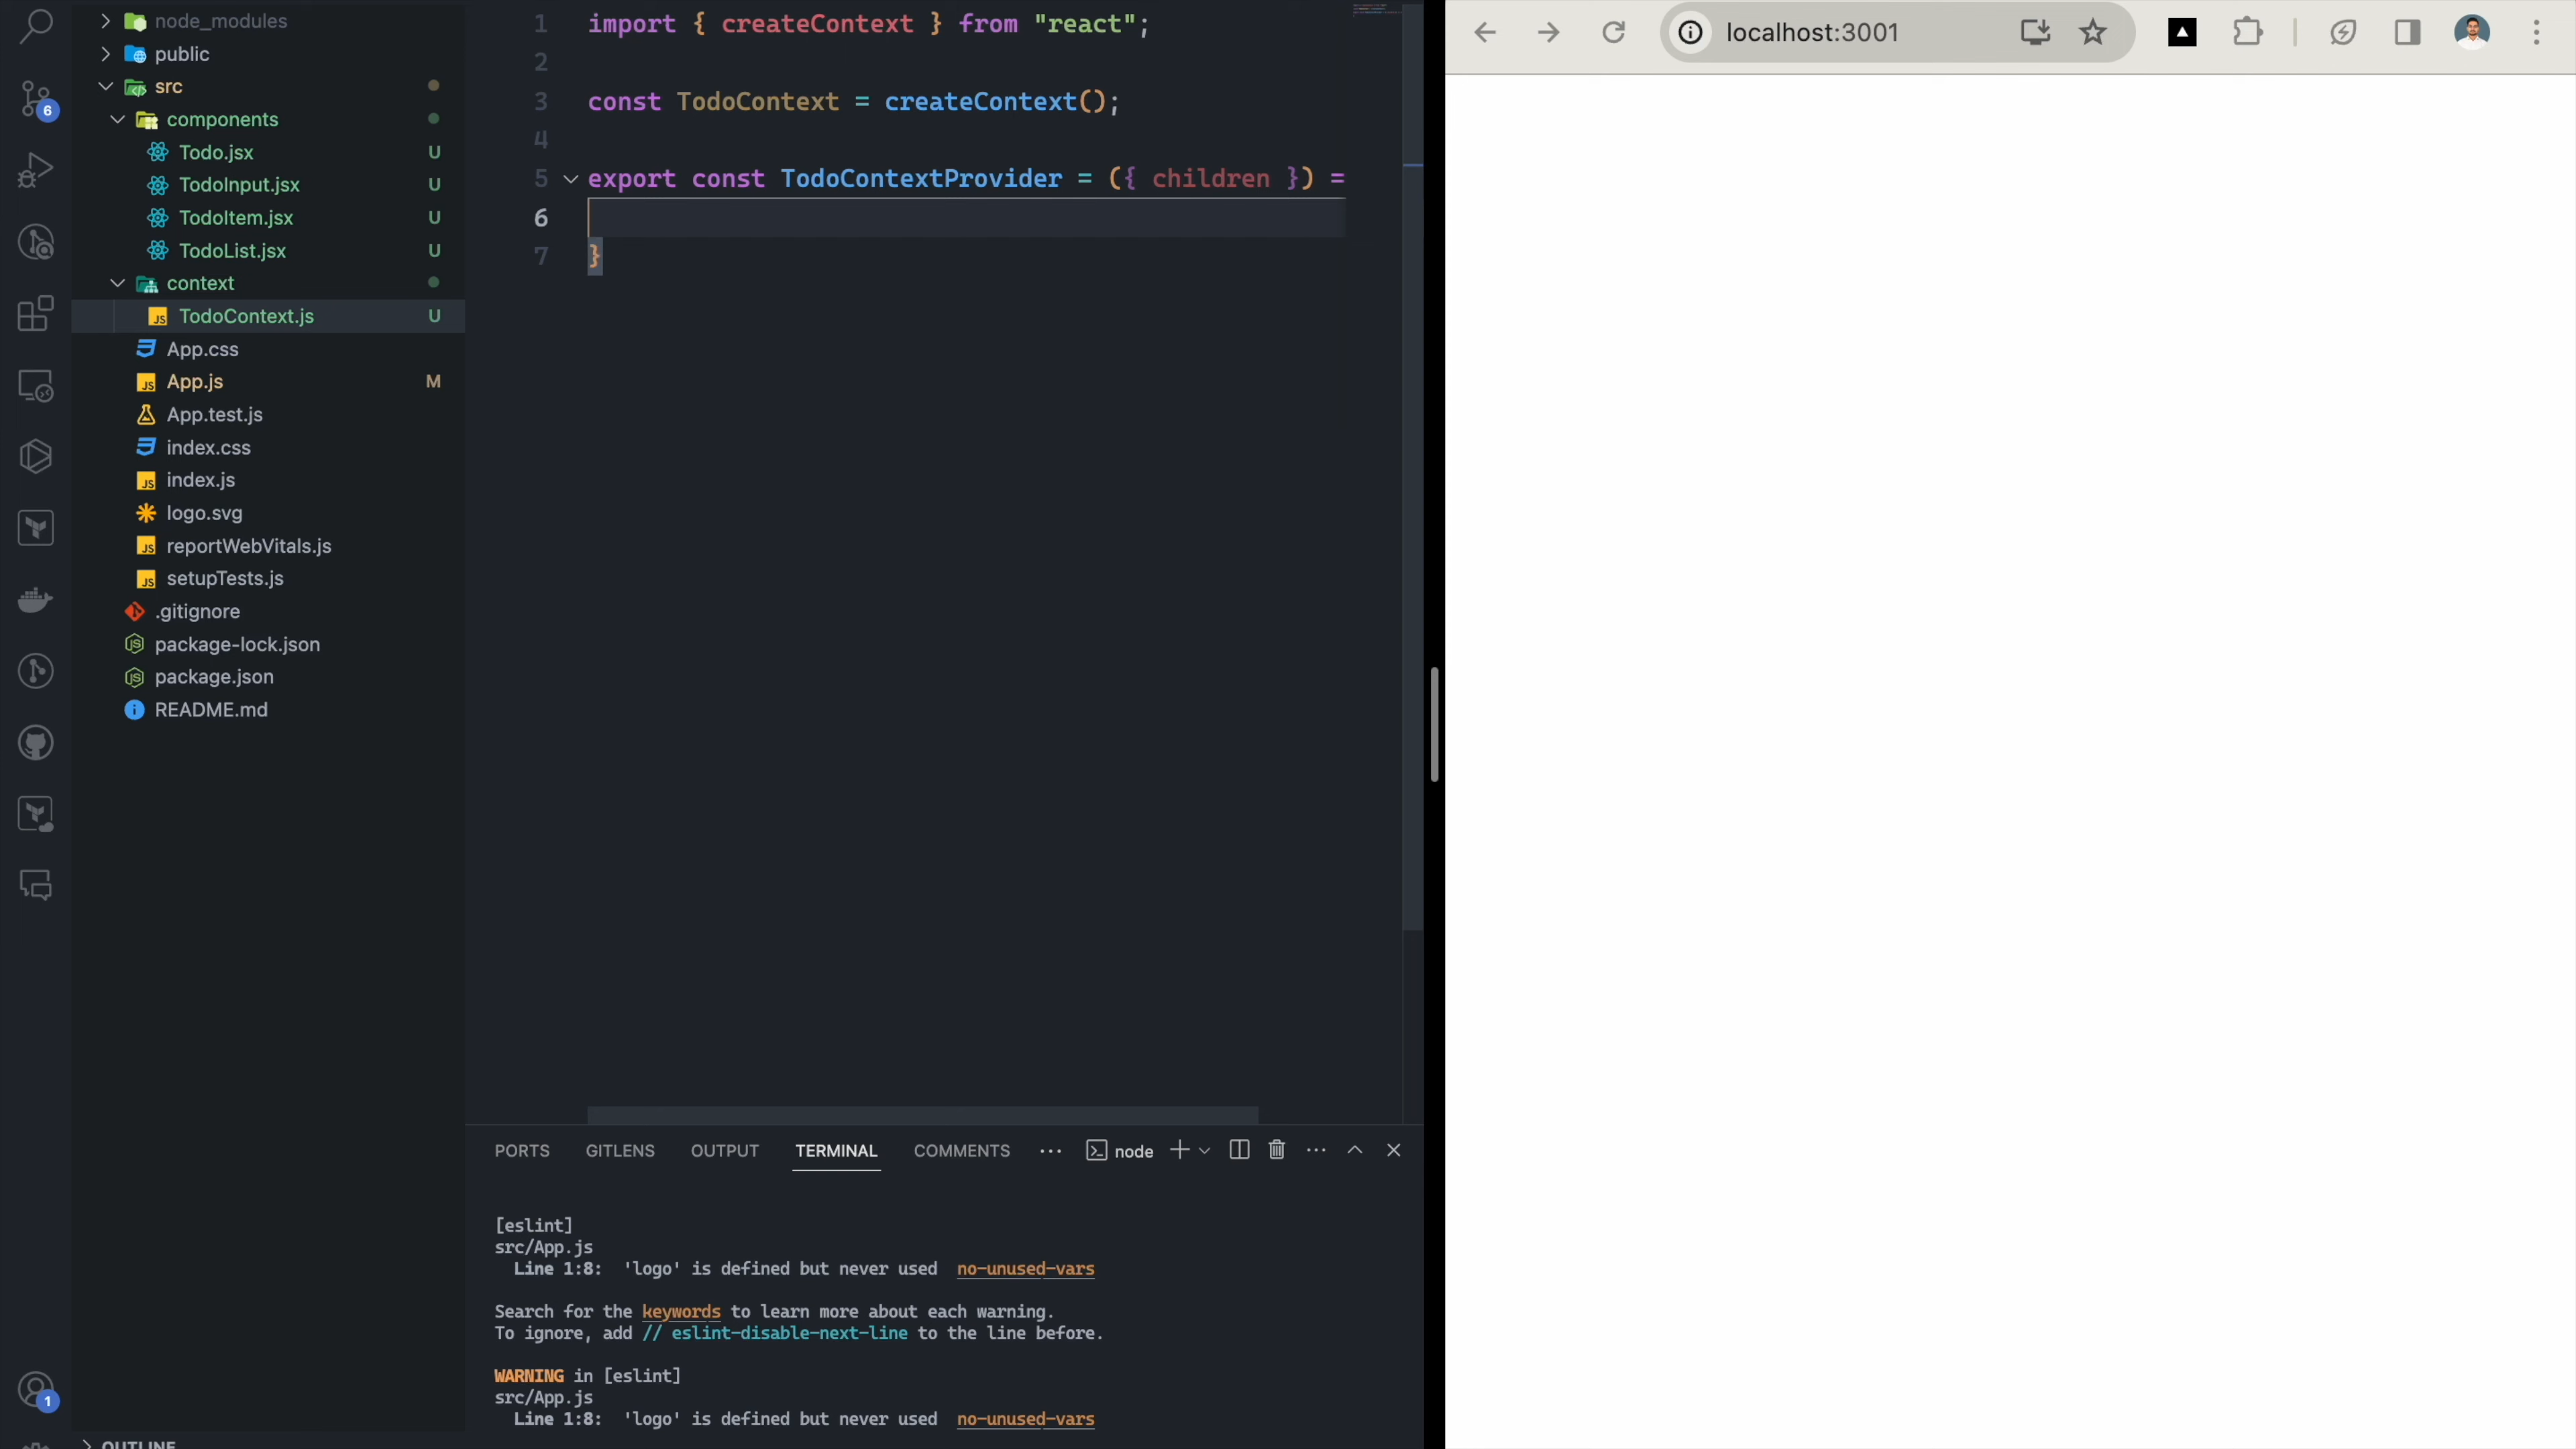 node_modules
public
src
components
Todo.jsx U
TodoInput.jsx U
TodoItem.jsx U
TodoList.jsx U
context
TodoContext.js U
App.css
App.js M
App.test.js
index.css
index.js
logo.svg
reportWebVitals.js
setupTests.js
.gitignore
package-lock.json
package.json
README.md
OUTLINE
6
1
1 import { createContext } from "react";
2
3 const TodoContext = createContext();
4
5 export const TodoContextProvider = ({ children }) =
6
7 }
PORTS GITLENS OUTPUT TERMINAL COMMENTS node
[eslint]
src/App.js
Line 1:8: 'logo' is defined but never used no-unused-vars
Search for the keywords to learn more about each warning.
To ignore, add // eslint-disable-next-line to the line before.
WARNING in [eslint]
src/App.js
Line 1:8: 'logo' is defined but never used no-unused-vars
localhost:3001